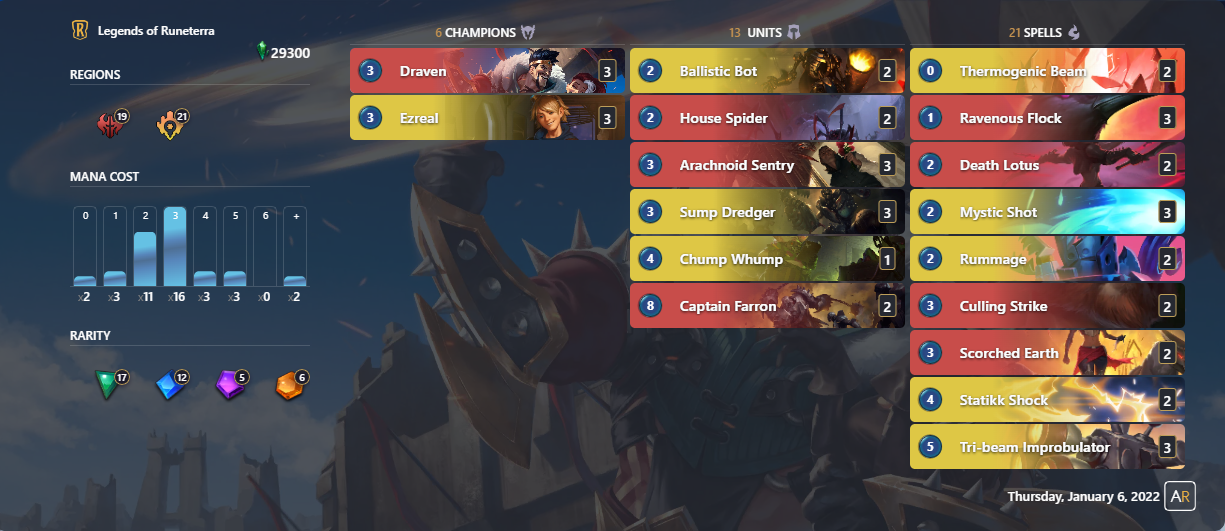 R Legends of Runeterra
29300
REGIONS
19 21
MANA COST
0 1 2 3 4 5 6 +
x2 x3 x11 x16 x3 x3 x0 x2
RARITY
17 12 5 6
6 CHAMPIONS
3 Draven 3
3 Ezreal 3
13 UNITS
2 Ballistic Bot 2
2 House Spider 2
3 Arachnoid Sentry 3
3 Sump Dredger 3
4 Chump Whump 1
8 Captain Farron 2
21 SPELLS
0 Thermogenic Beam 2
1 Ravenous Flock 3
2 Death Lotus 2
2 Mystic Shot 3
2 Rummage 2
3 Culling Strike 2
3 Scorched Earth 2
4 Statikk Shock 2
5 Tri-beam Improbulator 3
Thursday, January 6, 2022 AR